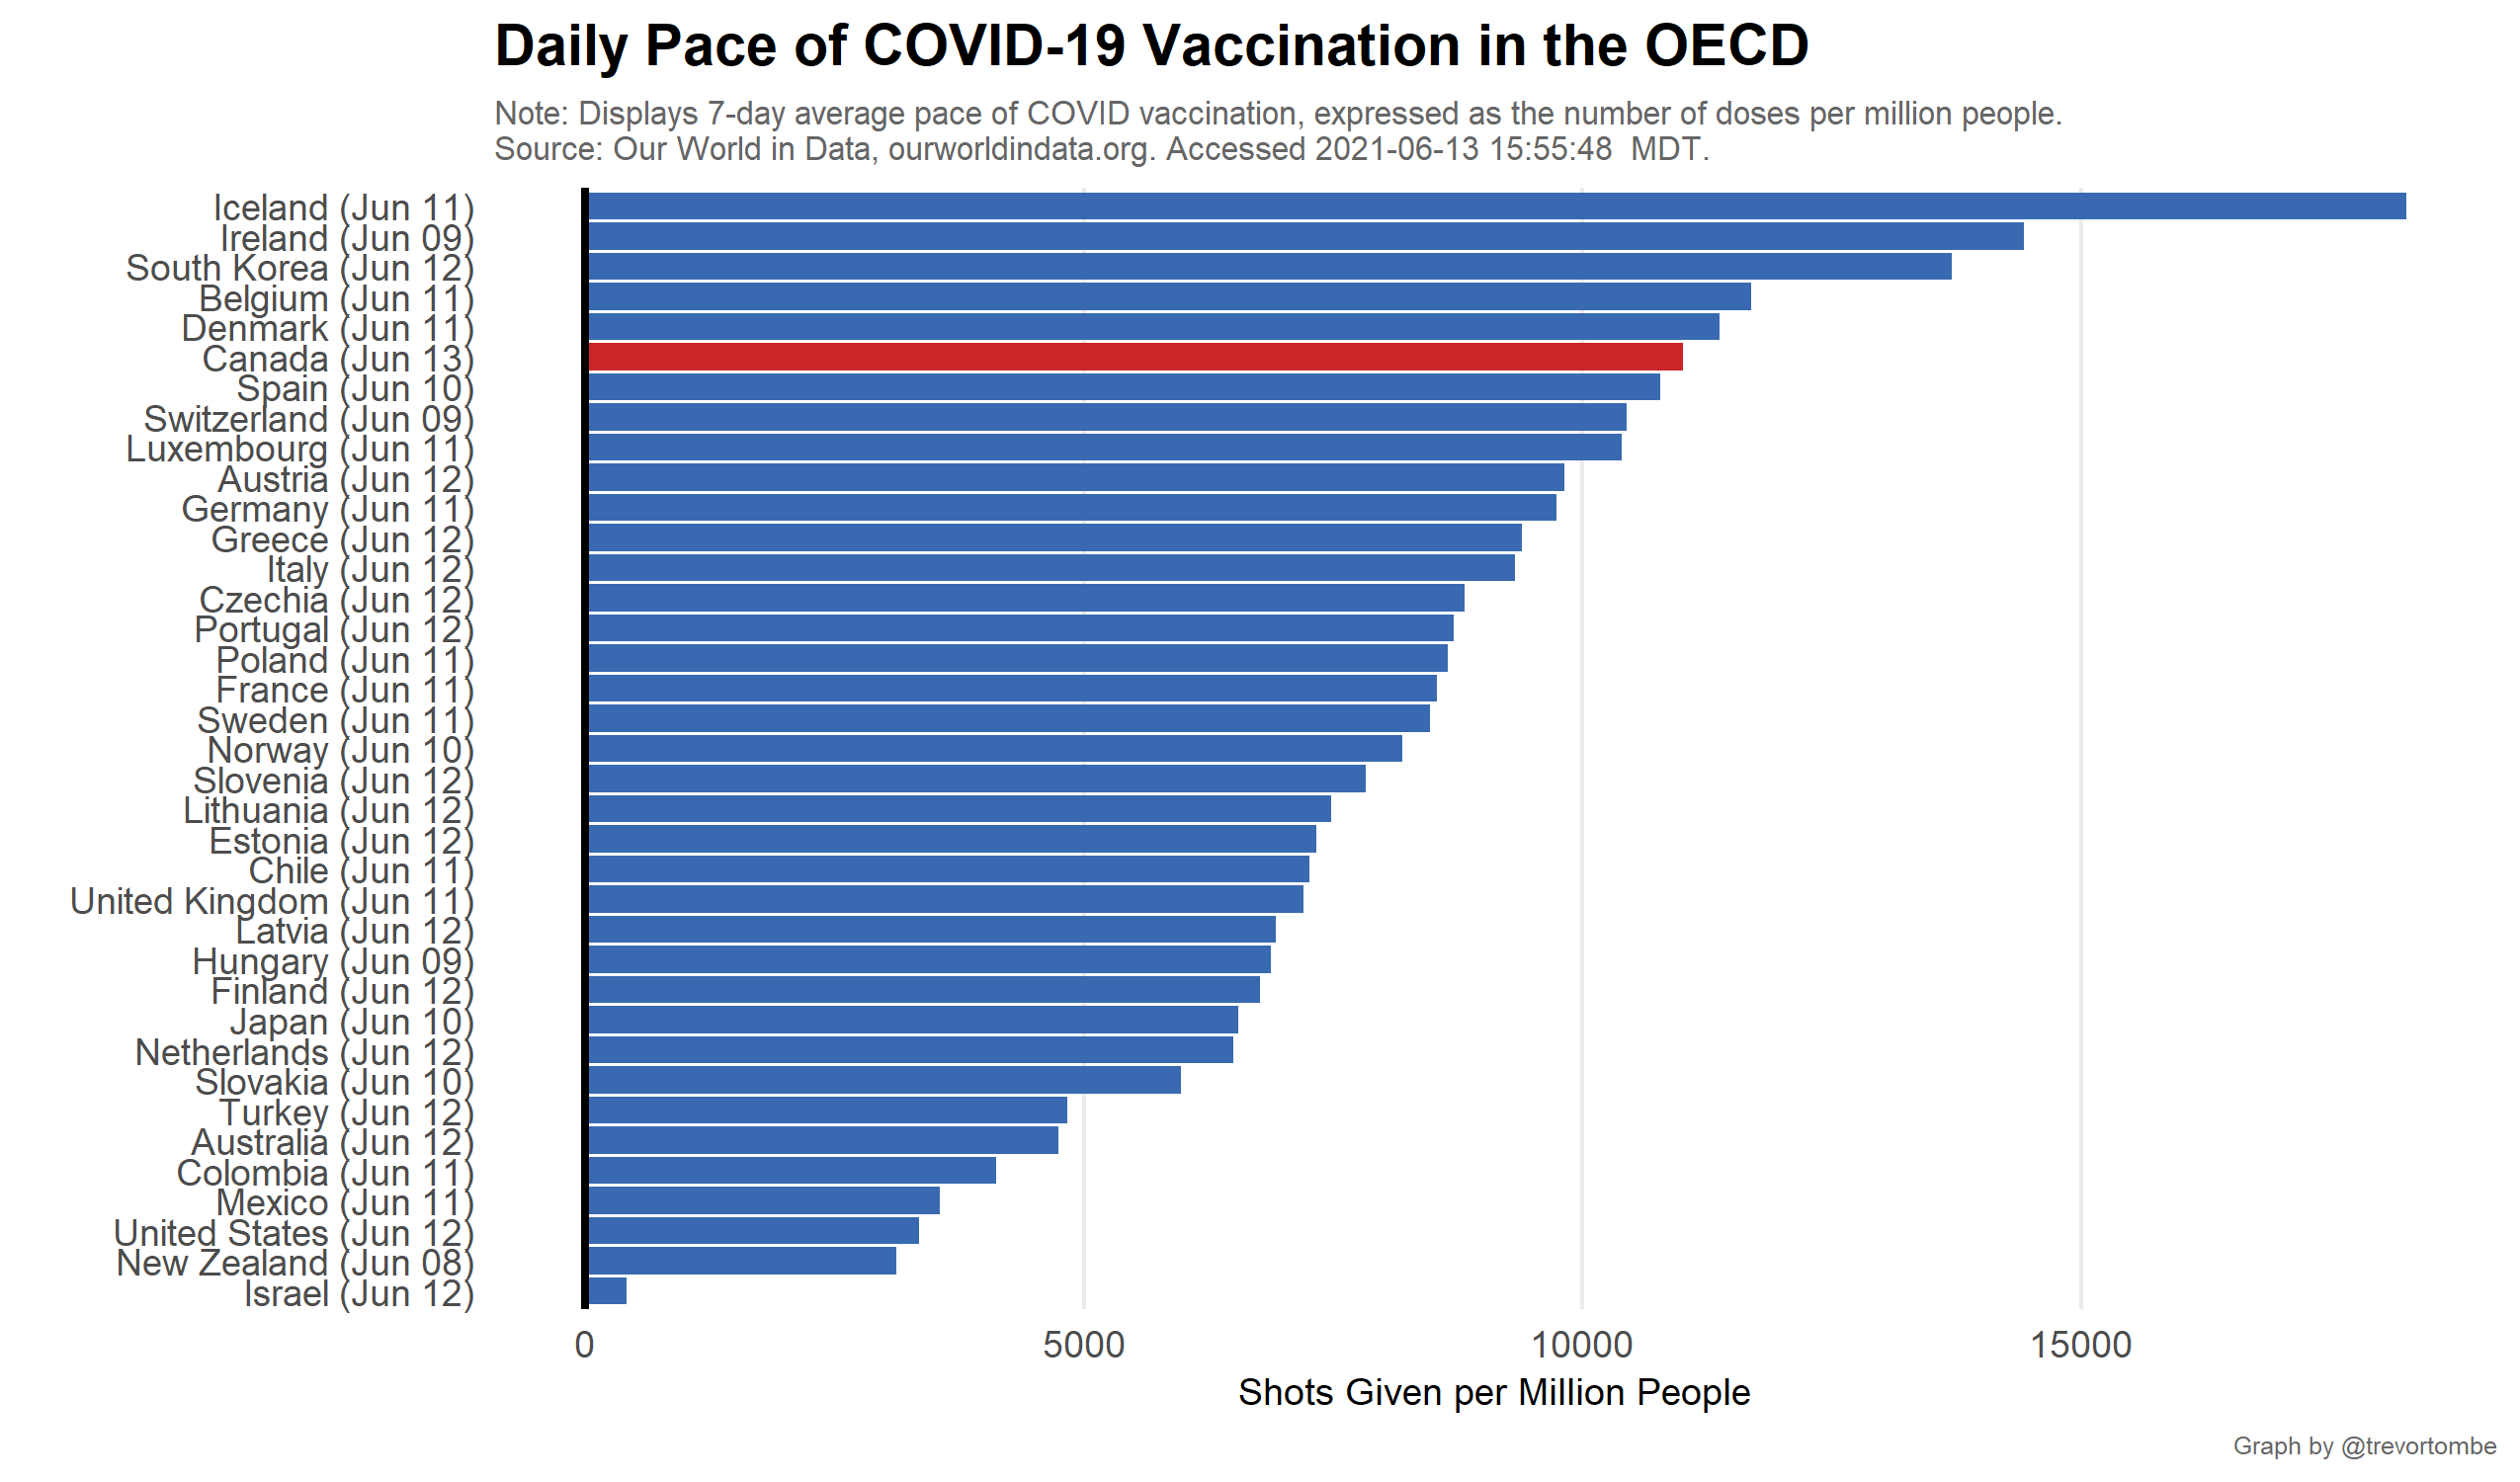 Daily Pace of COVID-19 Vaccination in the OECD
Note: Displays 7-day average pace of COVID vaccination, expressed as the number of doses per million people.
Source: Our World in Data, ourworldindata.org. Accessed 2021-06-13 15:55:48  MDT.
Iceland (Jun 11)
Ireland (Jun 09)
South Korea (Jun 12)
Belgium (Jun 11)
Denmark (Jun 11)
Canada (Jun 13)
Spain (Jun 10)
Switzerland (Jun 09)
Luxembourg (Jun 11)
Austria (Jun 12)
Germany (Jun 11)
Greece (Jun 12)
Italy (Jun 12)
Czechia (Jun 12)
Portugal (Jun 12)
Poland (Jun 11)
France (Jun 11)
Sweden (Jun 11)
Norway (Jun 10)
Slovenia (Jun 12)
Lithuania (Jun 12)
Estonia (Jun 12)
Chile (Jun 11)
United Kingdom (Jun 11)
Latvia (Jun 12)
Hungary (Jun 09)
Finland (Jun 12)
Japan (Jun 10)
Netherlands (Jun 12)
Slovakia (Jun 10)
Turkey (Jun 12)
Australia (Jun 12)
Colombia (Jun 11)
Mexico (Jun 11)
United States (Jun 12)
New Zealand (Jun 08)
Israel (Jun 12)
0 5000 10000 15000
Shots Given per Million People
Graph by @trevortombe